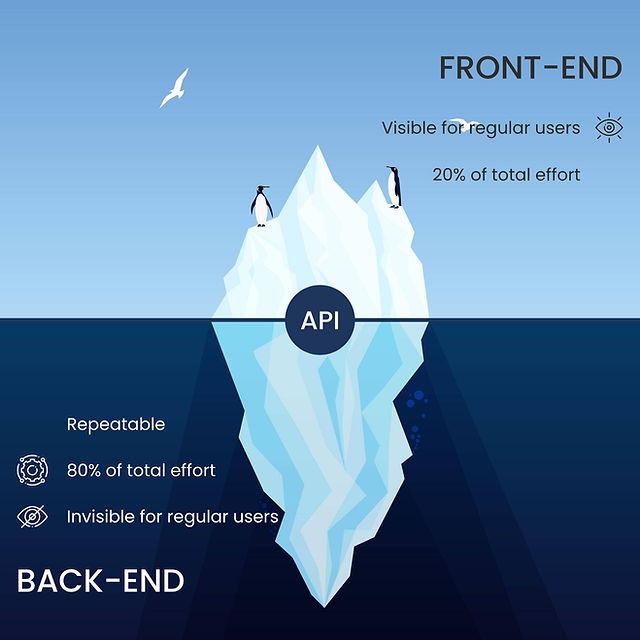 FRONT-END
Visible for regular users
20% of total effort
API
Repeatable
80% of total effort
Invisible for regular users
BACK-END